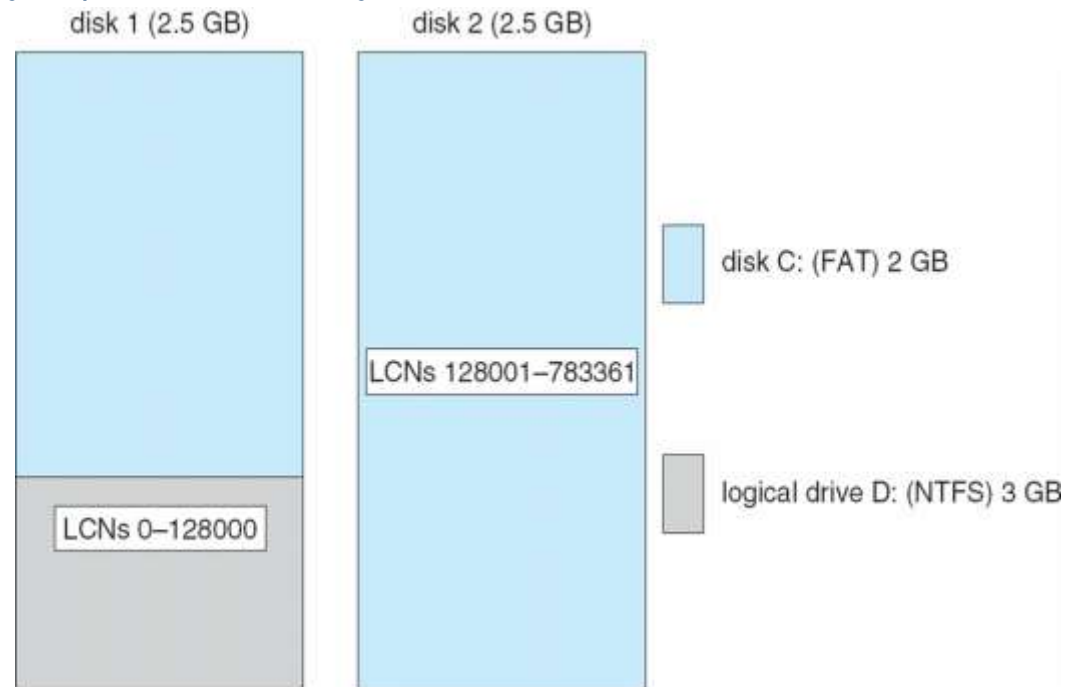 disk 1 (2.5 GB)
disk 2 (2.5 GB)
disk C: (FAT) 2 GB
LCNs 128001–783361
logical drive D: (NTFS) 3 GB
LCNs 0–128000